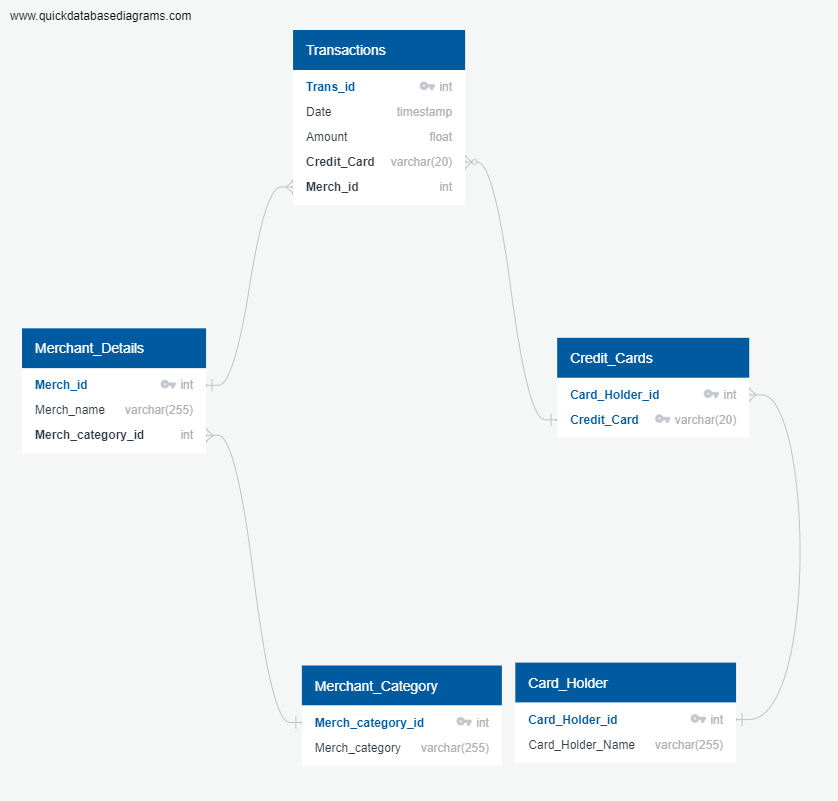 www.quickdatabasediagrams.com
Transactions
Trans_id int
Date timestamp
Amount float
Credit_Card varchar(20)
Merch_id int
Merchant_Details
Merch_id int
Merch_name varchar(255)
Merch_category_id int
Credit_Cards
Card_Holder_id int
Credit_Card varchar(20)
Merchant_Category
Merch_category_id int
Merch_category varchar(255)
Card_Holder
Card_Holder_id int
Card_Holder_Name varchar(255)